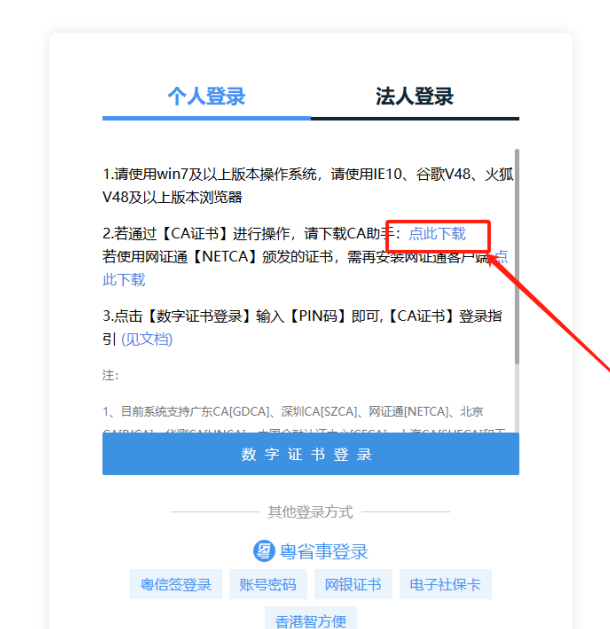 个人登录 法人登录
1.请使用win7及以上版本操作系统，请使用IE10、谷歌V48、火狐
V48及以上版本浏览器
2.若通过【CA证书】进行操作，请下载CA助手：点此下载
若使用网证通【NETCA】颁发的证书，需再安装网证通客户端 点
此下载
3.点击【数字证书登录】输入【PIN码】即可,【CA证书】登录指
引 (见文档)
注：
1、目前系统支持广东CA[GDCA]、深圳CA[SZCA]、网证通[NETCA]、北京
数字证书登录
其他登录方式
粤省事登录
粤信签登录 账号密码 网银证书 电子社保卡
香港智方便